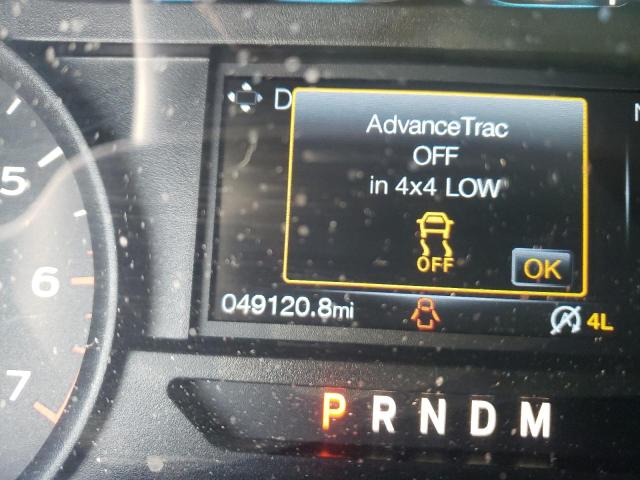 D
AdvanceTrac
OFF
in 4x4 LOW
OFF
OK
049120.8mi
4L
5
6
7
P R N D M